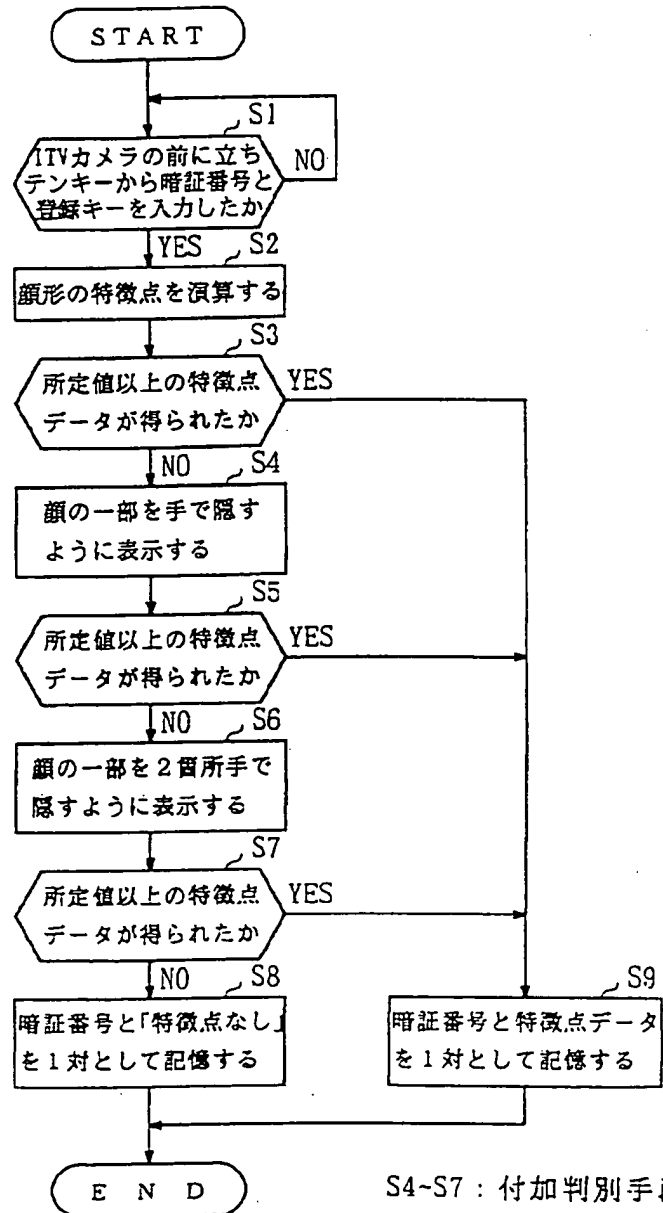 START
S1
ITVカメラの前に立ち
テンキーから暗証番号と
登録キーを入力したか
NO
YES
S2
顔形の特徴点を演算する
S3
所定値以上の特徴点
データが得られたか
YES
NO
S4
顔の一部を手で隠す
ように表示する
S5
所定値以上の特徴点
データが得られたか
YES
NO
S6
顔の一部を2箇所手で
隠すように表示する
S7
所定値以上の特徴点
データが得られたか
YES
NO
S8
暗証番号と「特徴点なし」
を1対として記憶する
S9
暗証番号と特徴点データ
を1対として記憶する
END
S4~S7:付加判別手